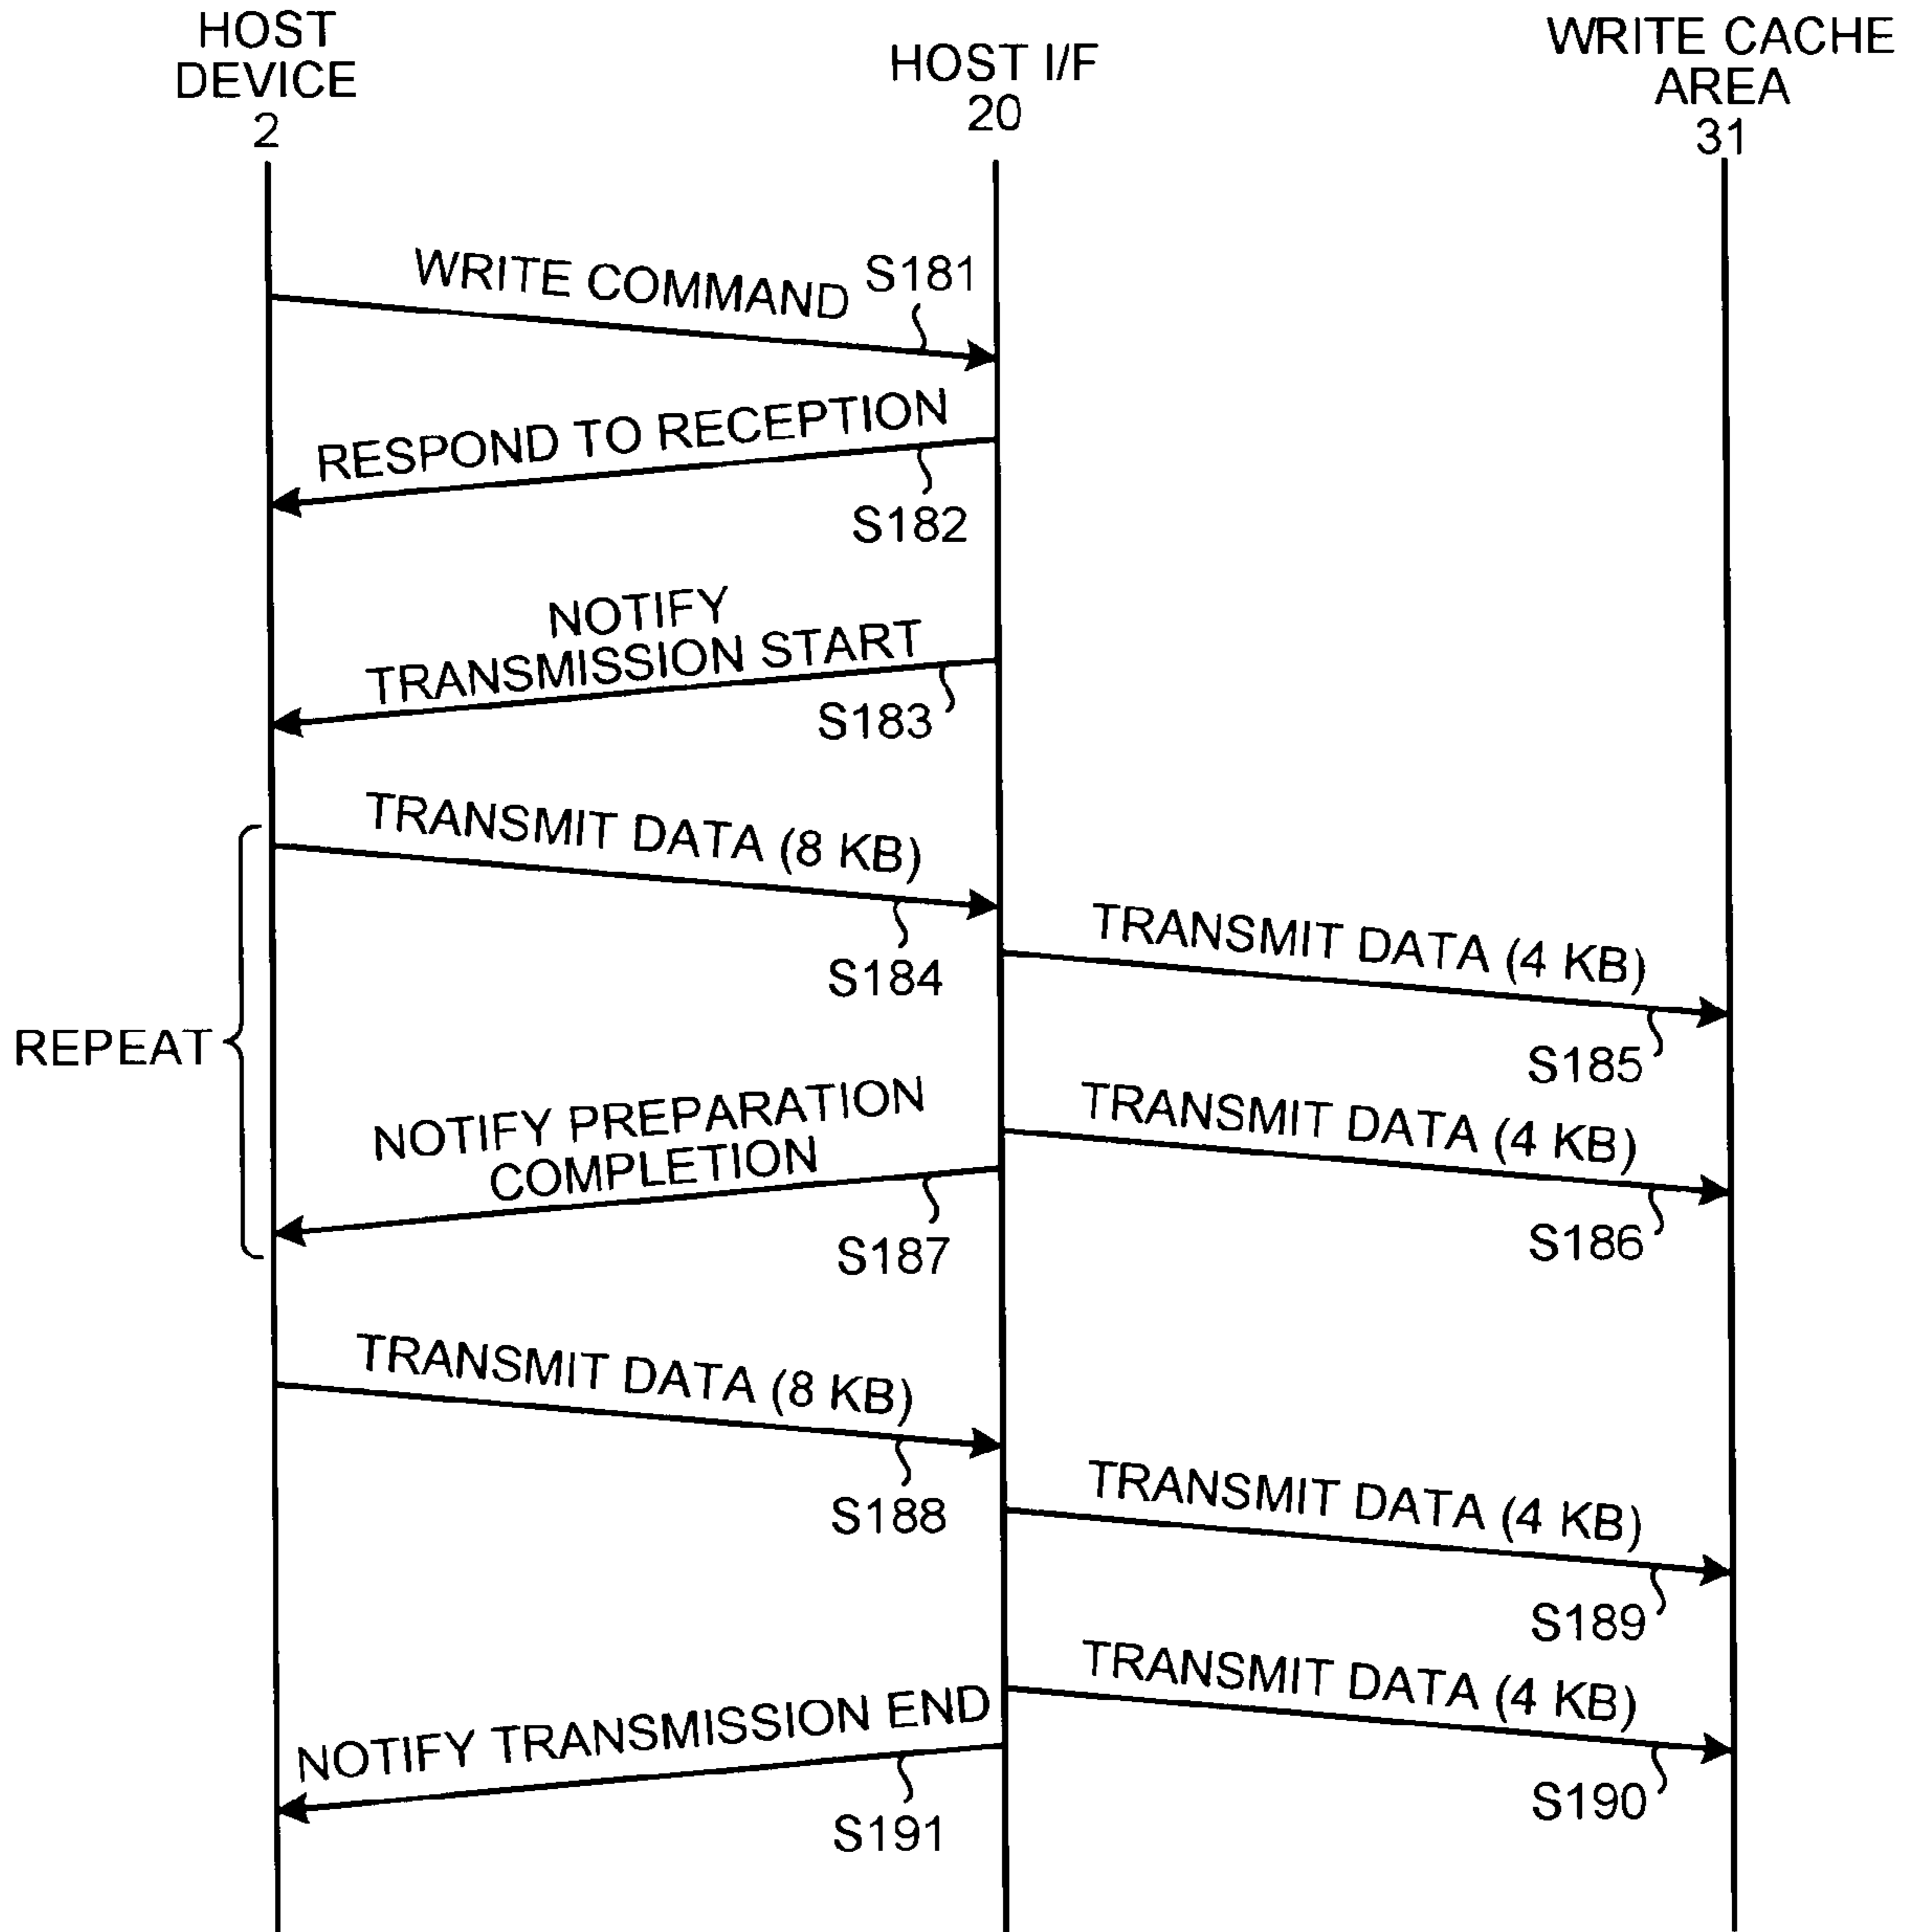 HOST
DEVICE
2
HOST I/F
20
WRITE CACHE
AREA
31
WRITE COMMAND
S181
RESPOND TO RECEPTION
S182
NOTIFY
TRANSMISSION START
S183
TRANSMIT DATA (8 KB)
S184
TRANSMIT DATA (4 KB)
S185
REPEAT
TRANSMIT DATA (4 KB)
S186
NOTIFY PREPARATION
COMPLETION
S187
TRANSMIT DATA (8 KB)
S188
TRANSMIT DATA (4 KB)
S189
TRANSMIT DATA (4 KB)
S190
NOTIFY TRANSMISSION END
S191